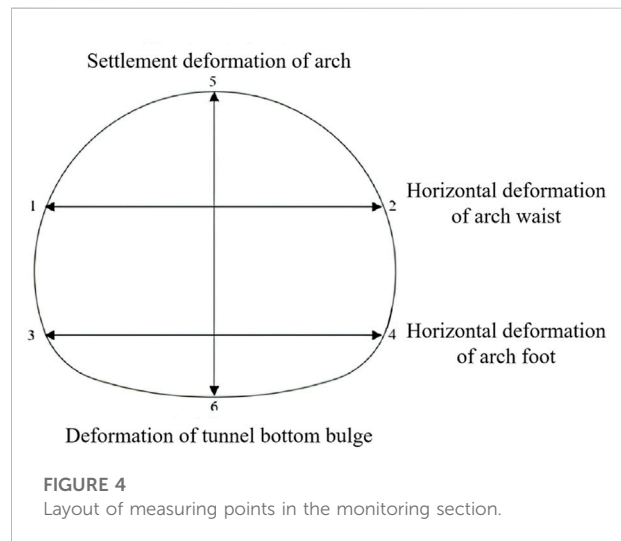 Settlement deformation of arch
5
1
2
Horizontal deformation
of arch waist
3
4
Horizontal deformation
of arch foot
6
Deformation of tunnel bottom bulge
FIGURE 4
Layout of measuring points in the monitoring section.